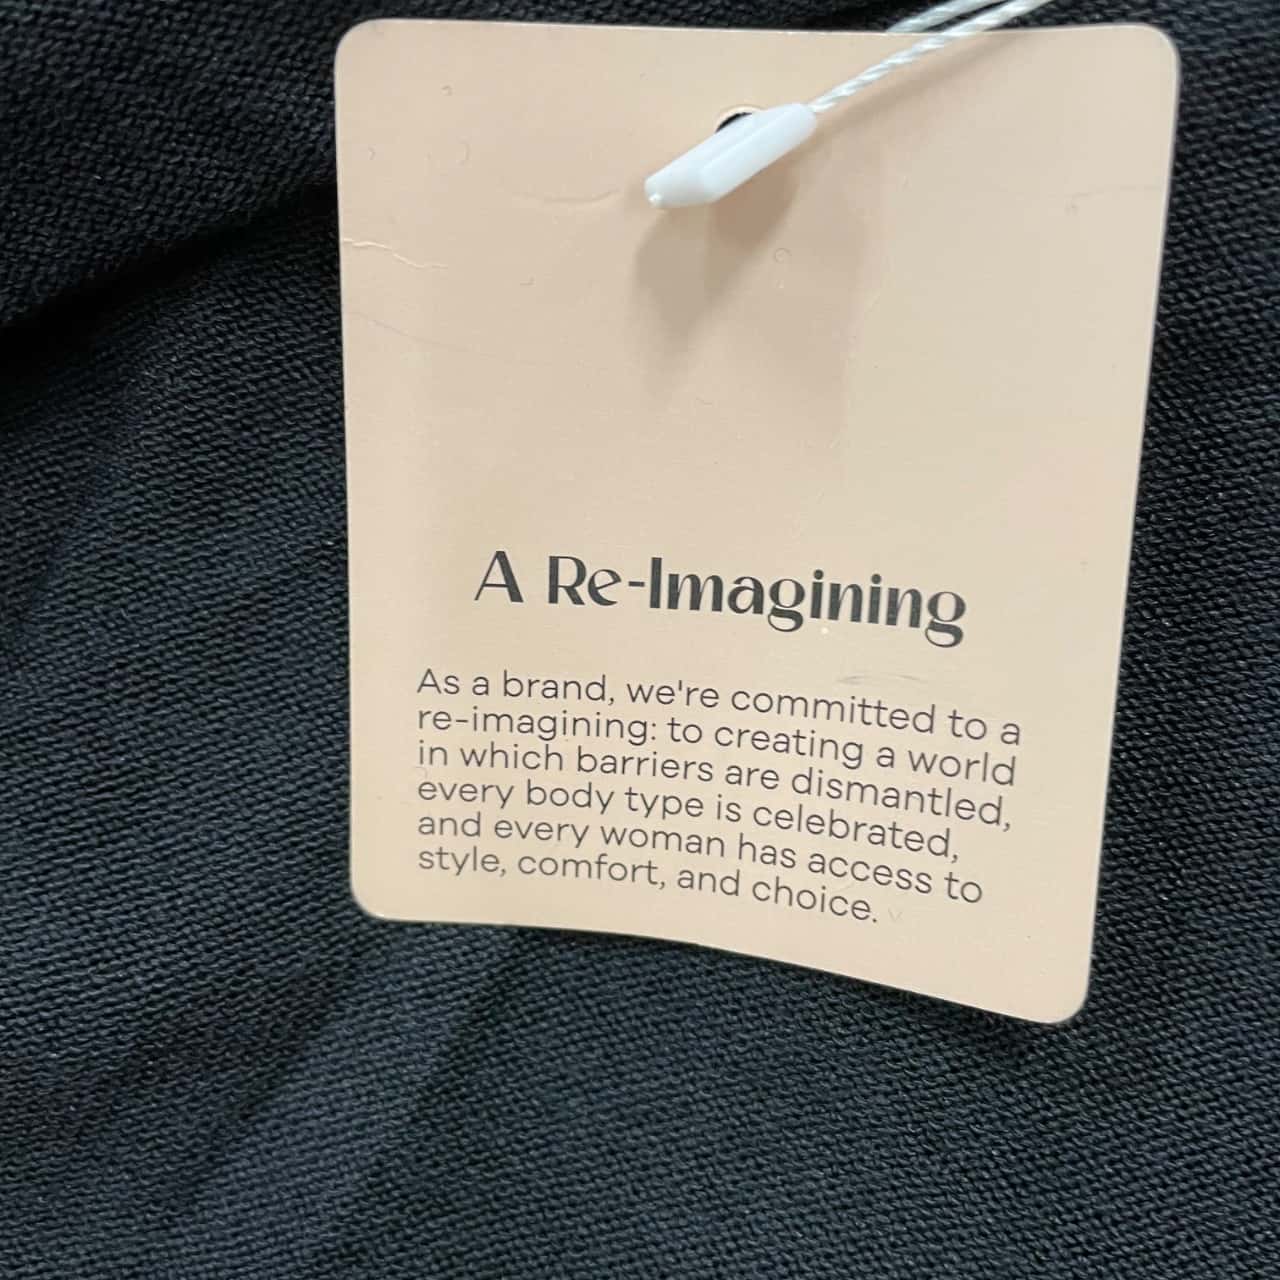 A Re-Imagining
As a brand, we're committed to a
re-imagining: to creating a world
in which barriers are dismantled,
every body type is celebrated,
and every woman has access to
style, comfort, and choice.